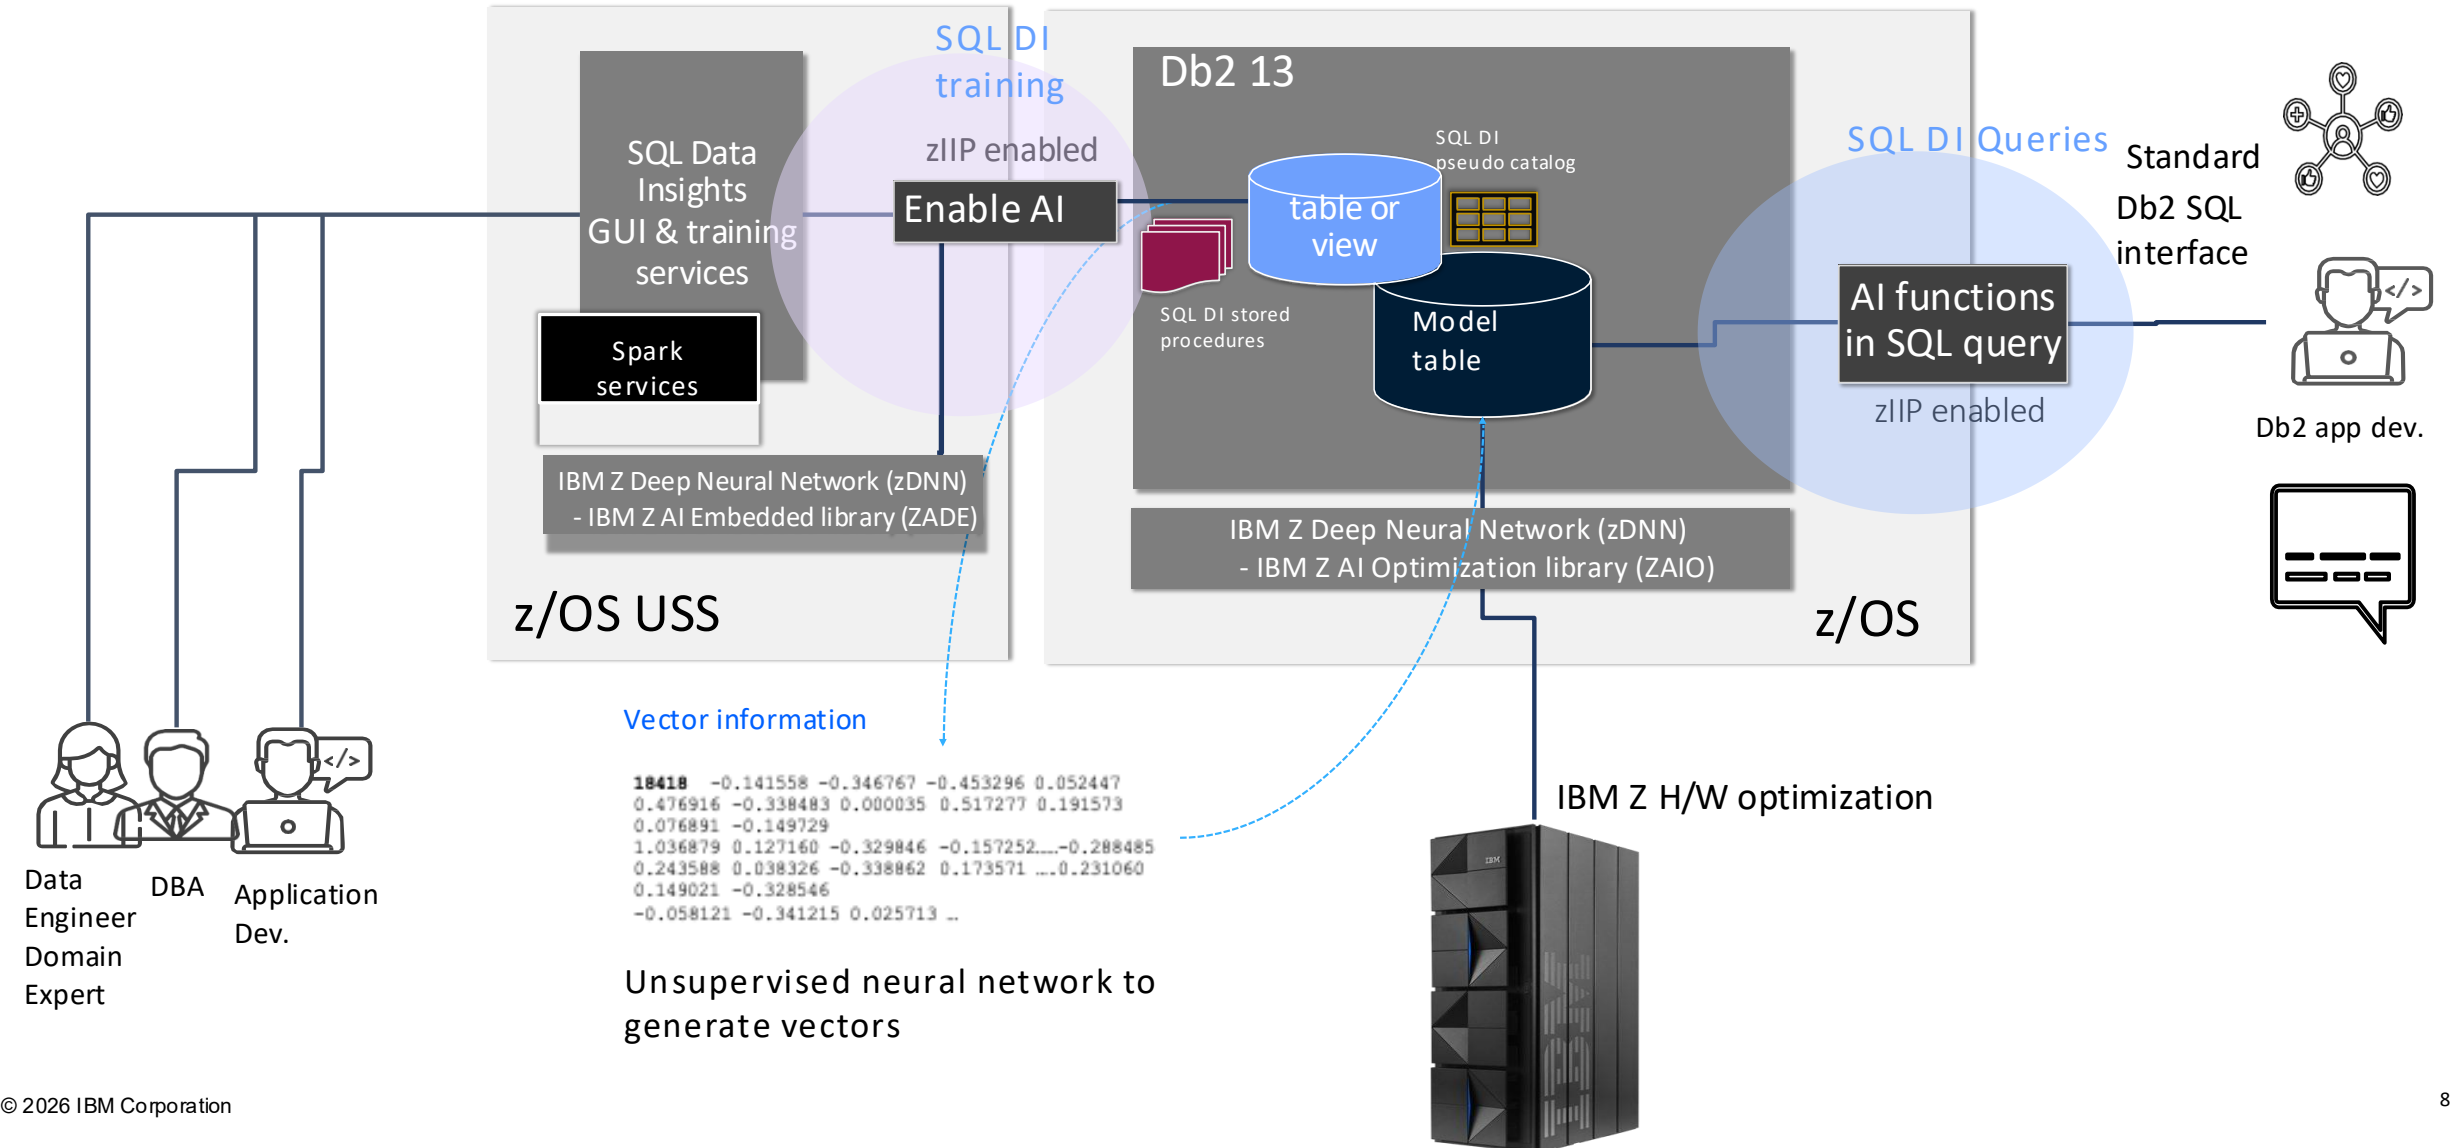 SQL DI
training
zIIP enabled
Enable AI
SQL Data
Insights
GUI & training
services
Spark
services
IBM Z Deep Neural Network (zDNN)
- IBM Z AI Embedded library (ZADE)
z/OS USS
Db2 13
SQL DI
pseudo catalog
table or
view
SQL DI stored
procedures
Model
table
IBM Z Deep Neural Network (zDNN)
- IBM Z AI Optimization library (ZAIO)
z/OS
SQL DI Queries
AI functions
in SQL query
zIIP enabled
Standard
Db2 SQL
interface
</>
Db2 app dev.
Vector information
18418 -0.141558 -0.346767 -0.453296 0.052447
0.476916 -0.338483 0.000035 0.517277 0.191573
0.076891 -0.149729
1.036879 0.127160 -0.329846 -0.157252....-0.288485
0.243588 0.038326 -0.338862 0.173571 ....0.231060
0.149021 -0.328546
-0.058121 -0.341215 0.025713 …
Unsupervised neural network to
generate vectors
IBM Z H/W optimization
IBM
IBM
</>
Data
Engineer
Domain
Expert
DBA
Application
Dev.
© 2026 IBM Corporation
8